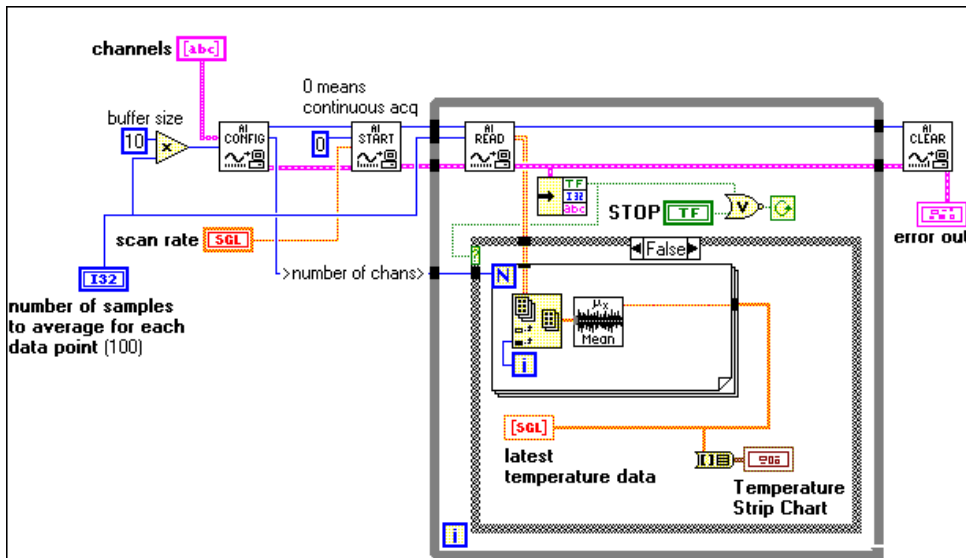 channels [abc]
0 means
continuous acq
buffer size
10
x
AI
CONFIG
0
AI
START
AI
READ
AI
CLEAR
TF
I32
abc
STOP TF
V
error out
scan rate SGL
?
False
>number of chans>
N
I32
number of samples
to average for each
data point (100)
μx
Mean
i
[SGL]
latest
temperature data
Temperature
Strip Chart
i